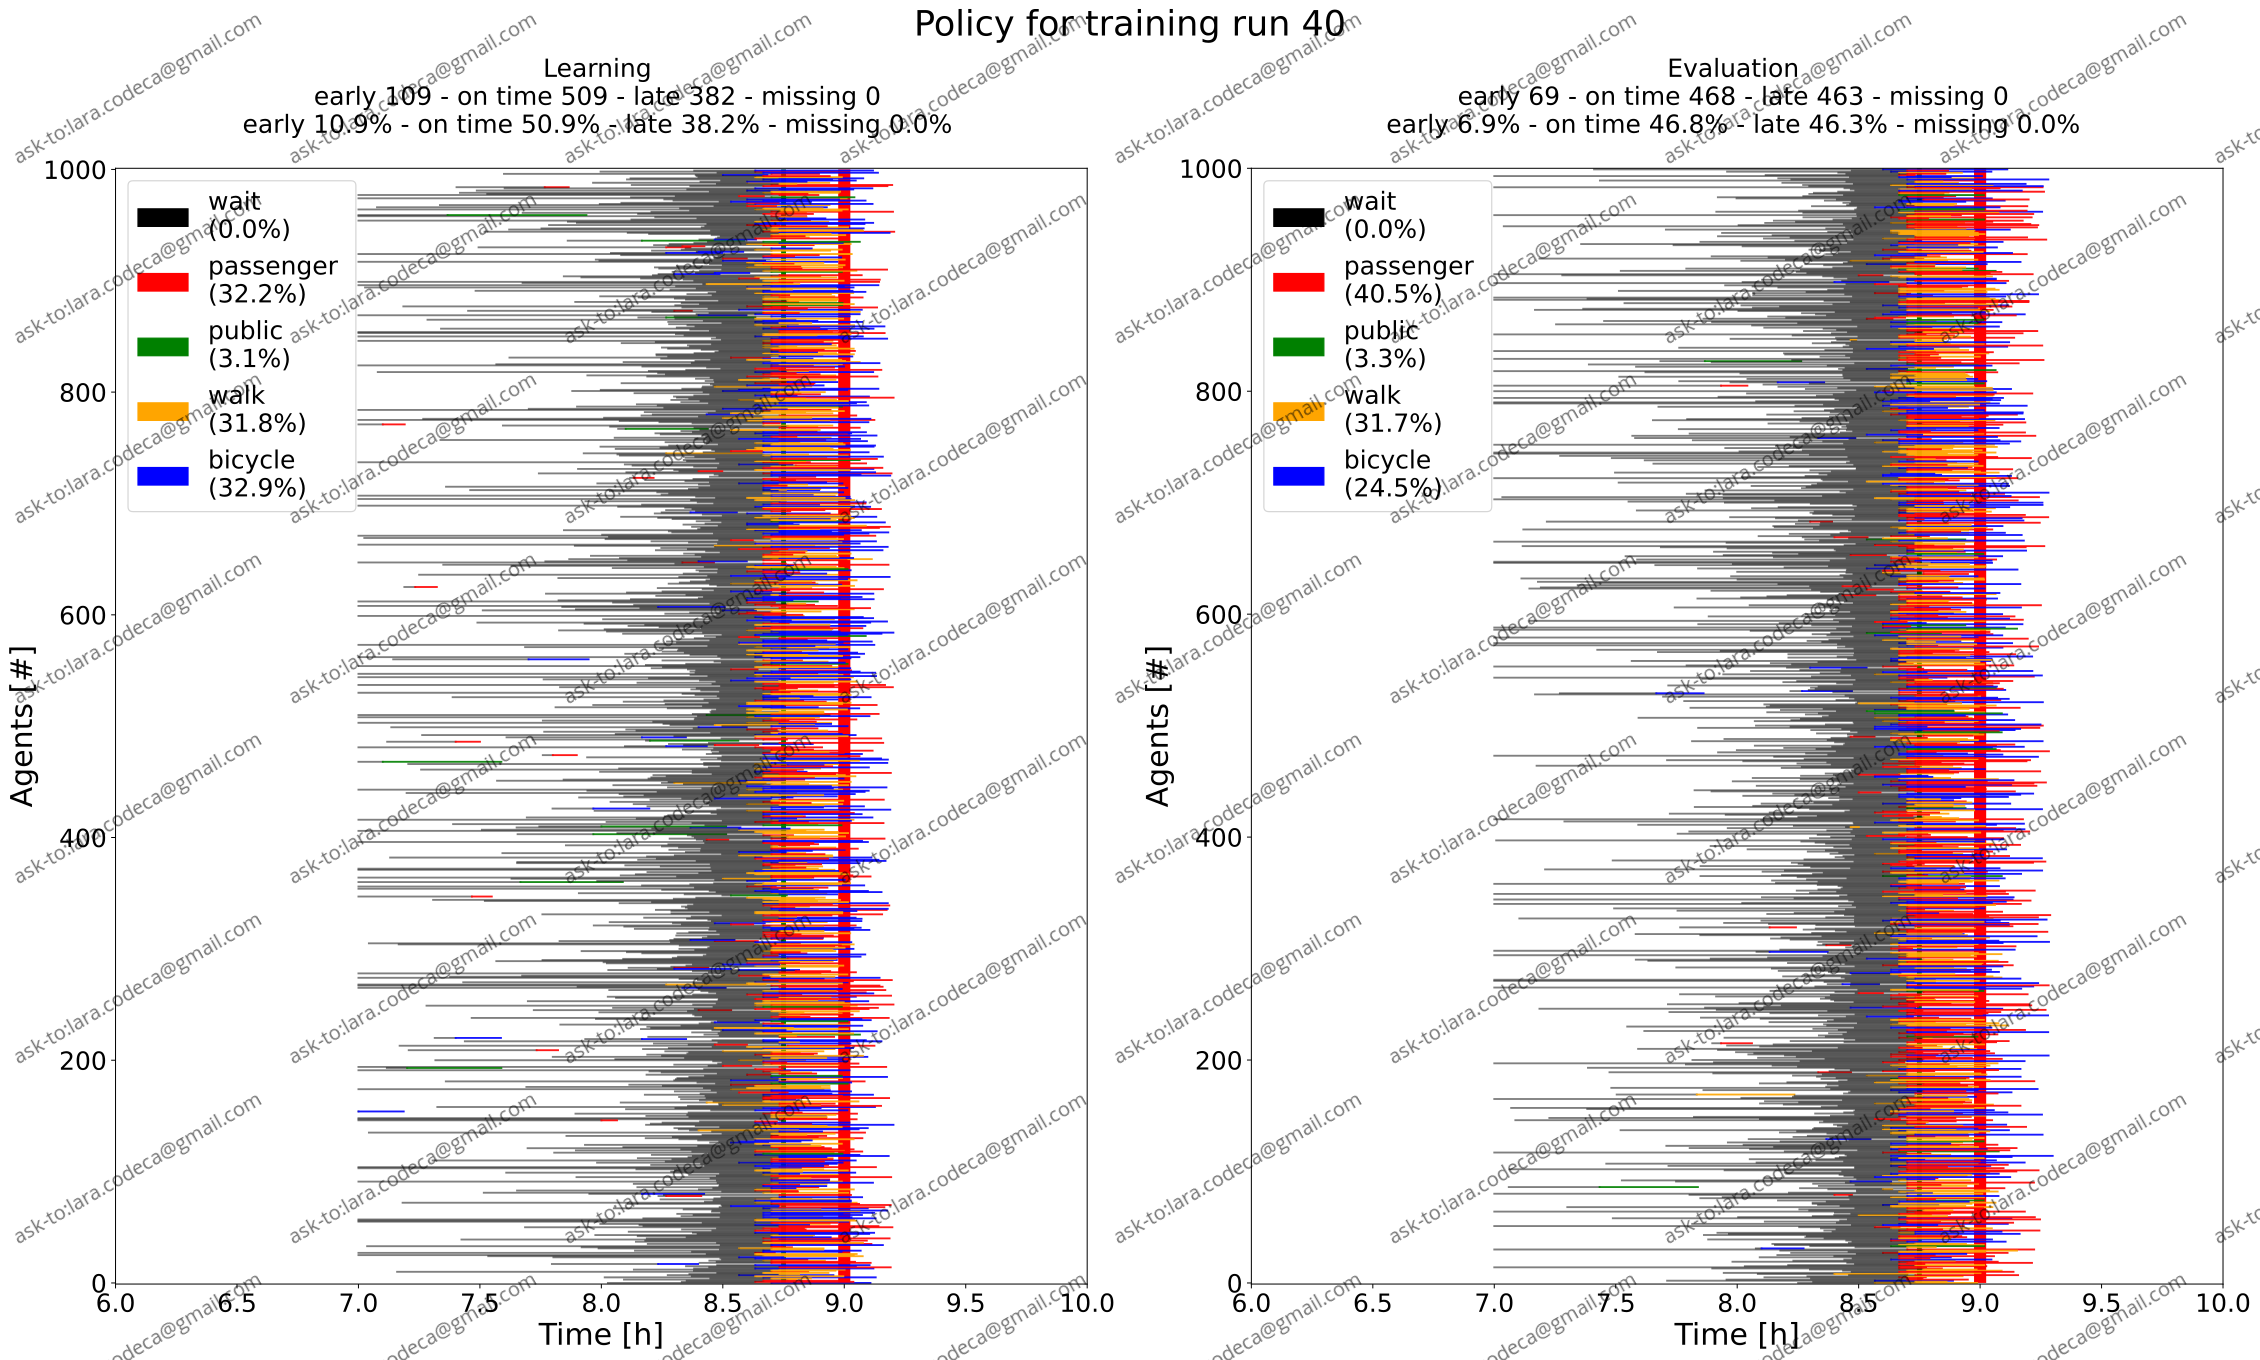 Policy for training run 40
Learning
early 109 - on time 509 - late 382 - missing 0
early 10.9% - on time 50.9% - late 38.2% - missing 0.0%
wait
(0.0%)
passenger
(32.2%)
public
(3.1%)
walk
(31.8%)
bicycle
(32.9%)
1000
800
600
400
200
0
Agents [#]
6.0 6.5 7.0 7.5 8.0 8.5 9.0 9.5 10.0
Time [h]
Evaluation
early 69 - on time 468 - late 463 - missing 0
early 6.9% - on time 46.8% - late 46.3% - missing 0.0%
wait
(0.0%)
passenger
(40.5%)
public
(3.3%)
walk
(31.7%)
bicycle
(24.5%)
1000
800
600
400
200
0
Agents [#]
6.0 6.5 7.0 7.5 8.0 8.5 9.0 9.5 10.0
Time [h]
ask-to:lara.codeca@gmail.com